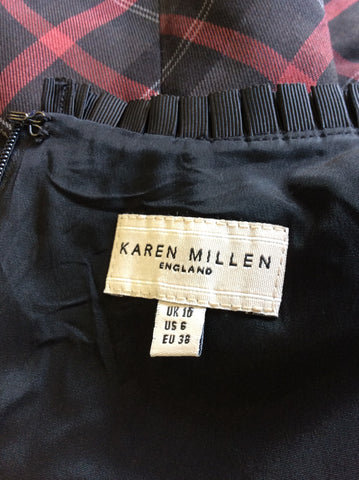 KAREN MILLEN
ENGLAND
UK 10
US 6
EU 38